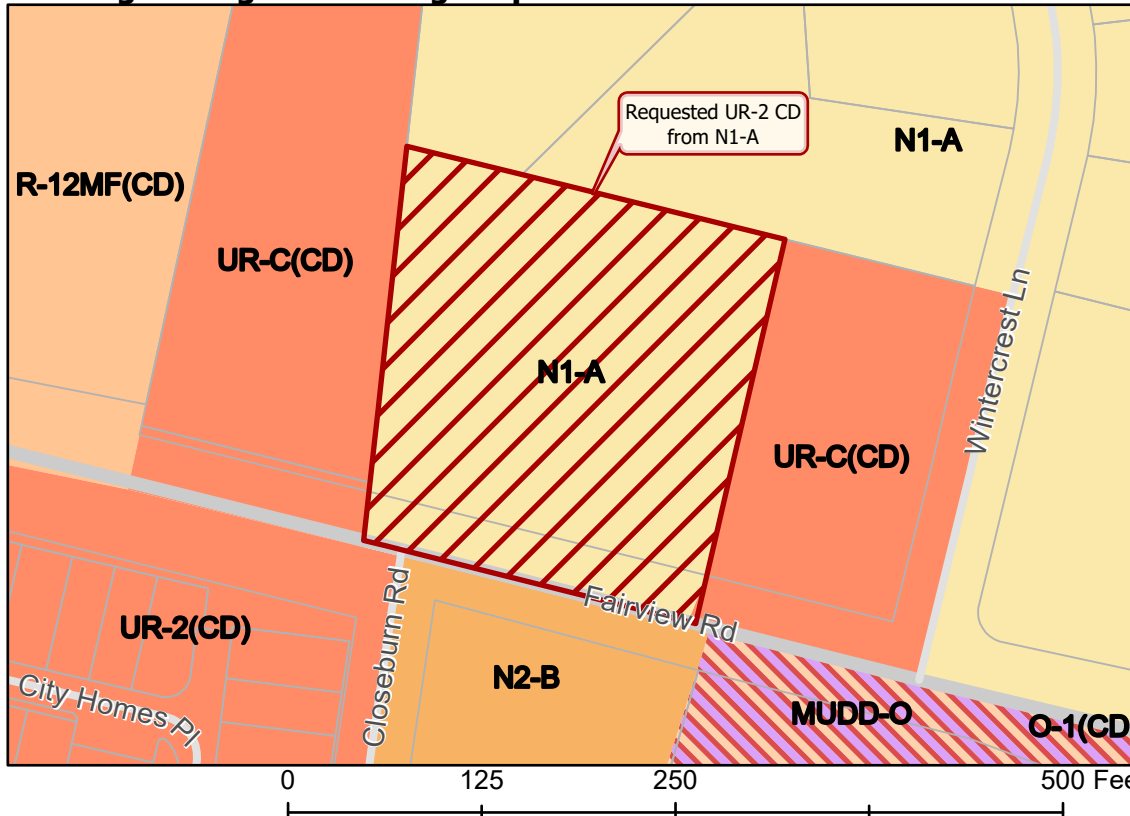 Requested UR-2 CD
from N1-A
N1-A
R-12MF(CD)
UR-C(CD)
N1-A
Wintercrest Ln
UR-C(CD)
Fairview Rd
UR-2(CD)
Closeburn Rd
N2-B
City Homes Pl
MUDD-O
O-1(CD
0
125
250
500 Fee